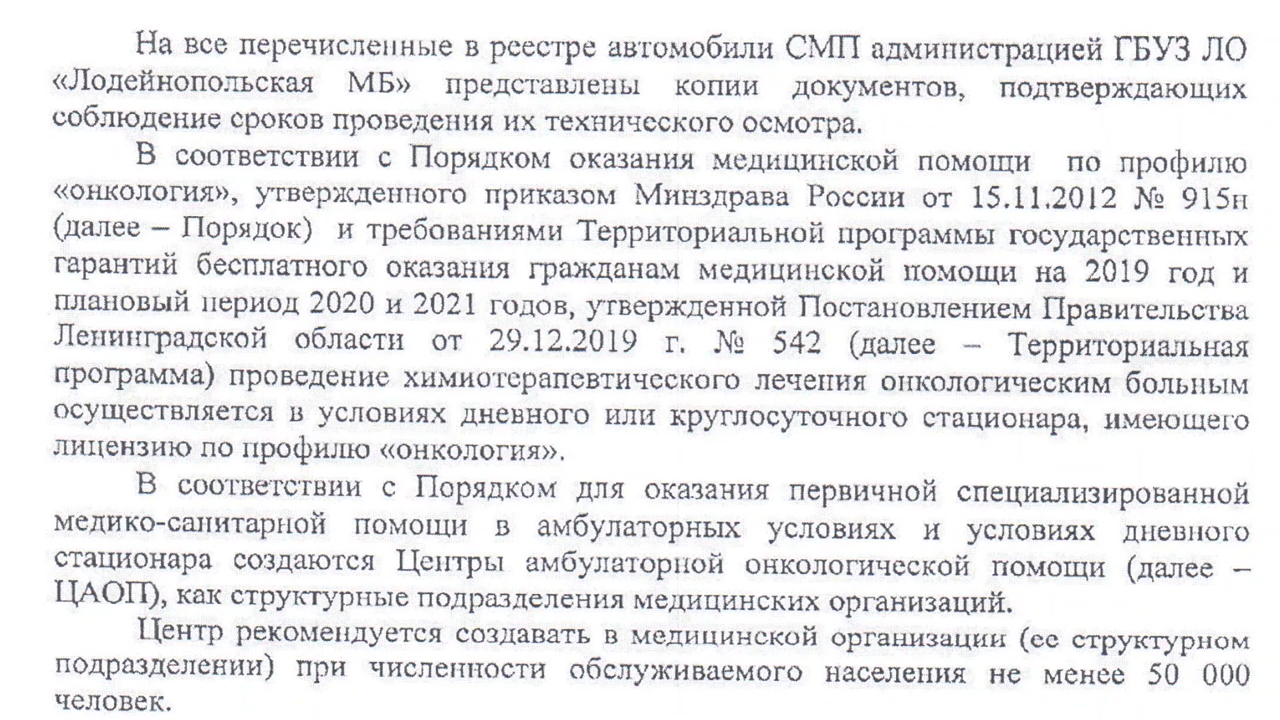 На все перечисленные в реестре автомобили СМП администрацией ГБУЗ ЛО
«Лодейнопольская МБ» представлены копии документов, подтверждающих
соблюдение сроков проведения их технического осмотра.
В соответствии с Порядком оказания медицинской помощи по профилю
«онкология», утвержденного приказом Минздрава России от 15.11.2012 № 915н
(далее – Порядок) и требованиями Территориальной программы государственных
гарантий бесплатного оказания гражданам медицинской помощи на 2019 год и
плановый период 2020 и 2021 годов, утвержденной Постановлением Правительства
Ленинградской области от 29.12.2019 г. № 542 (далее – Территориальная
программа) проведение химиотерапевтического лечения онкологическим больным
осуществляется в условиях дневного или круглосуточного стационара, имеющего
лицензию по профилю «онкология».
В соответствии с Порядком для оказания первичной специализированной
медико-санитарной помощи в амбулаторных условиях и условиях дневного
стационара создаются Центры амбулаторной онкологической помощи (далее –
ЦАОП), как структурные подразделения медицинских организаций.
Центр рекомендуется создавать в медицинской организации (ее структурном
подразделении) при численности обслуживаемого населения не менее 50 000
человек.